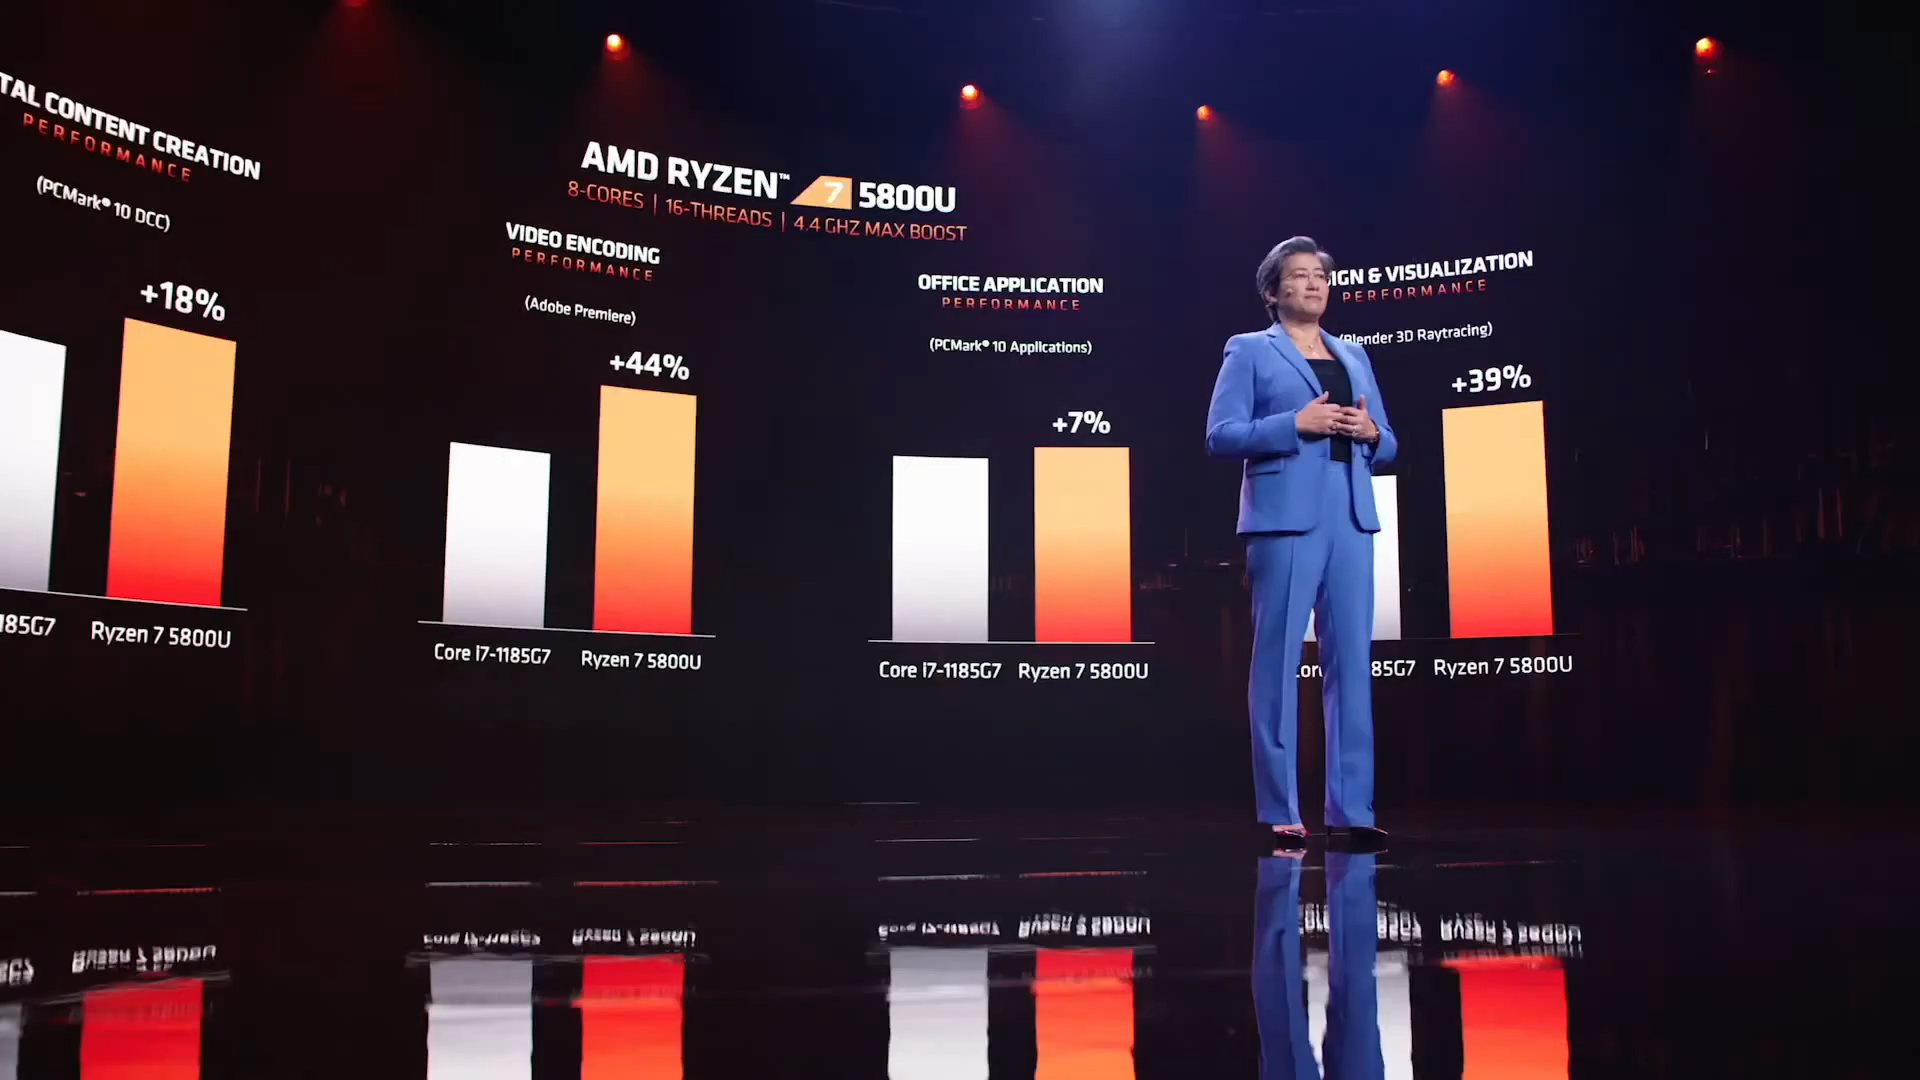 TAL CONTENT CREATION
PERFORMANCE
(PCMark® 10 DCC)
+18%
185G7
Ryzen 7 5800U
AMD RYZEN™ 7 5800U
8-CORES | 16-THREADS | 4.4 GHZ MAX BOOST
VIDEO ENCODING
PERFORMANCE
(Adobe Premiere)
+44%
Core i7-1185G7
Ryzen 7 5800U
OFFICE APPLICATION
PERFORMANCE
(PCMark® 10 Applications)
+7%
Core i7-1185G7
Ryzen 7 5800U
IGN & VISUALIZATION
PERFORMANCE
(Blender 3D Raytracing)
+39%
85G7
Ryzen 7 5800U